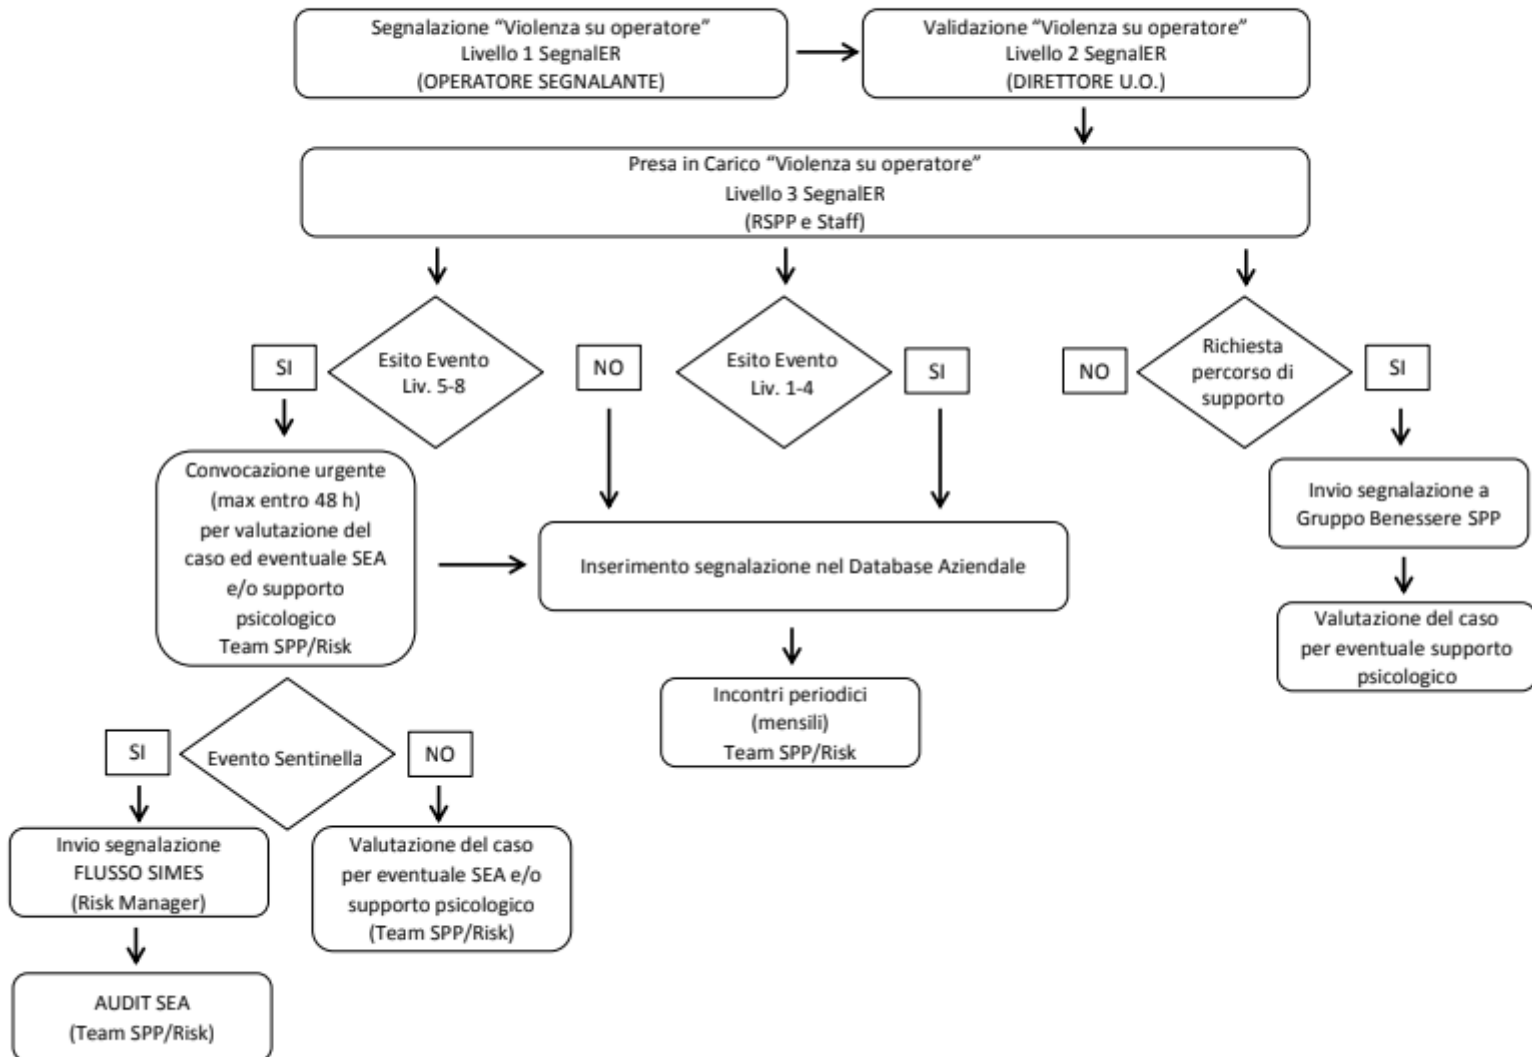 Segnalazione “Violenza su operatore”
Livello 1 SegnalER
(OPERATORE SEGNALANTE)
Validazione “Violenza su operatore”
Livello 2 SegnalER
(DIRETTORE U.O.)
Presa in Carico “Violenza su operatore”
Livello 3 SegnalER
(RSPP e Staff)
SI
Esito Evento
Liv. 5-8
NO
Esito Evento
Liv. 1-4
SI
NO
Richiesta
percorso di
supporto
SI
Convocazione urgente
(max entro 48 h)
per valutazione del
caso ed eventuale SEA
e/o supporto
psicologico
Team SPP/Risk
Inserimento segnalazione nel Database Aziendale
Invio segnalazione a
Gruppo Benessere SPP
Valutazione del caso
per eventuale supporto
psicologico
Incontri periodici
(mensili)
Team SPP/Risk
SI
Evento Sentinella
NO
Invio segnalazione
FLUSSO SIMES
(Risk Manager)
Valutazione del caso
per eventuale SEA e/o
supporto psicologico
(Team SPP/Risk)
AUDIT SEA
(Team SPP/Risk)